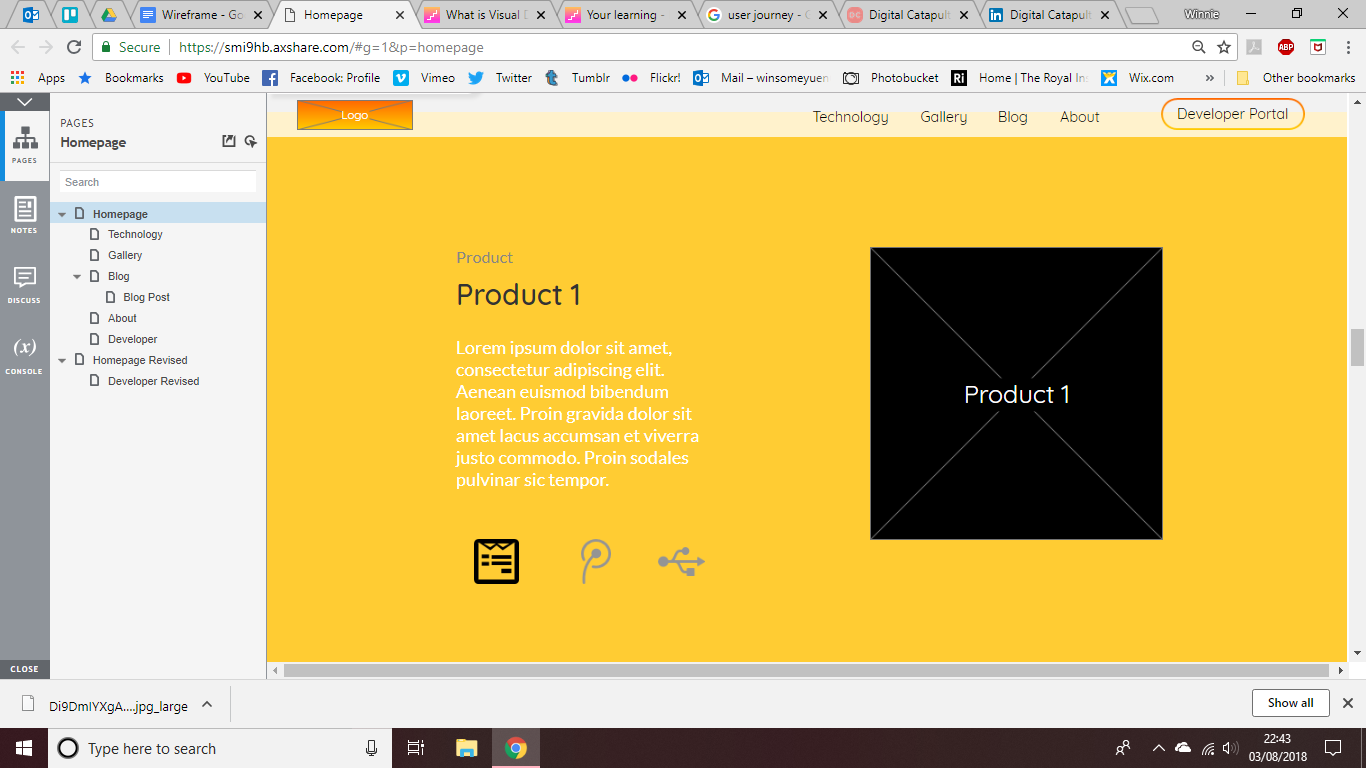 Wireframe - Go
Homepage
What is Visual D
Your learning -
user journey - G
Digital Catapult
Digital Catapult
Winnie
Secure
https://smi9hb.axshare.com/#g=1&p=homepage
ABP
Apps
Bookmarks
YouTube
Facebook: Profile
Vimeo
Twitter
Tumblr
Flickr!
Mail – winsomeyuen
Photobucket
Ri
Home | The Royal Ins
Wix.com
»
Other bookmarks
PAGES
Homepage
Search
Homepage
Technology
Gallery
Blog
Blog Post
About
Developer
Homepage Revised
Developer Revised
PAGES
NOTES
DISCUSS
(x)
CONSOLE
CLOSE
Logo
Technology
Gallery
Blog
About
Developer Portal
Product
Product 1
Lorem ipsum dolor sit amet,
consectetur adipiscing elit.
Aenean euismod bibendum
laoreet. Proin gravida dolor sit
amet lacus accumsan et viverra
justo commodo. Proin sodales
pulvinar sic tempor.
Product 1
Di9DmIYXgA....jpg_large
Show all
Type here to search
22:43
03/08/2018